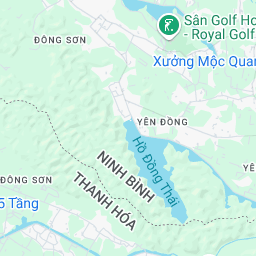 Sân Golf Ho
- Royal Golf
ĐÔNG SƠN
Xưởng Mộc Quan
YÊN ĐỒNG
Hồ Đồng Thái
NINH BÌNH
THANH HÓA
ĐÔNG SƠN
5 Tầng